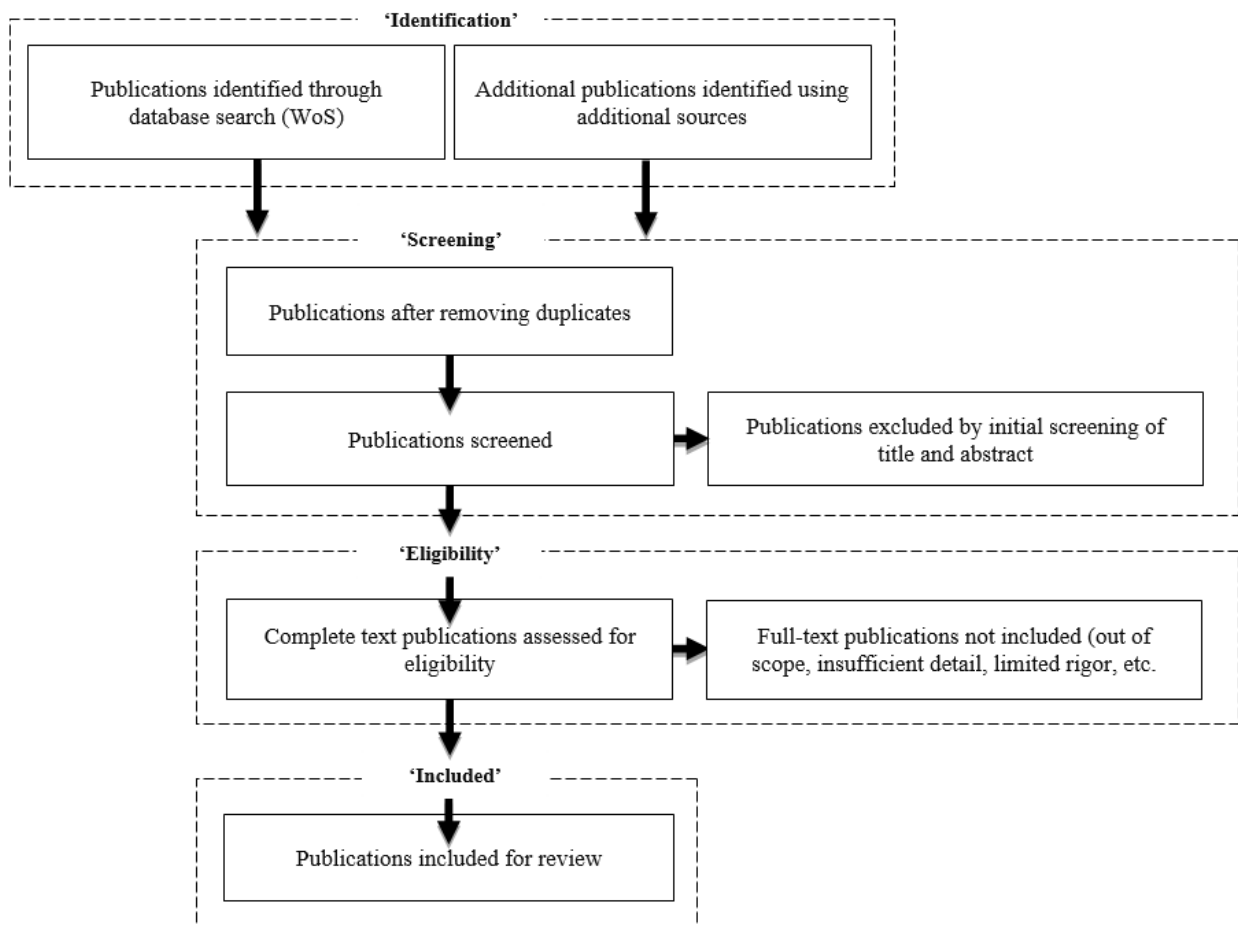 ‘Identification’
Publications identified through
database search (WoS)
Additional publications identified using
additional sources
‘Screening’
Publications after removing duplicates
Publications screened
Publications excluded by initial screening of
title and abstract
‘Eligibility’
Complete text publications assessed for
eligibility
Full-text publications not included (out of
scope, insufficient detail, limited rigor, etc.
‘Included’
Publications included for review